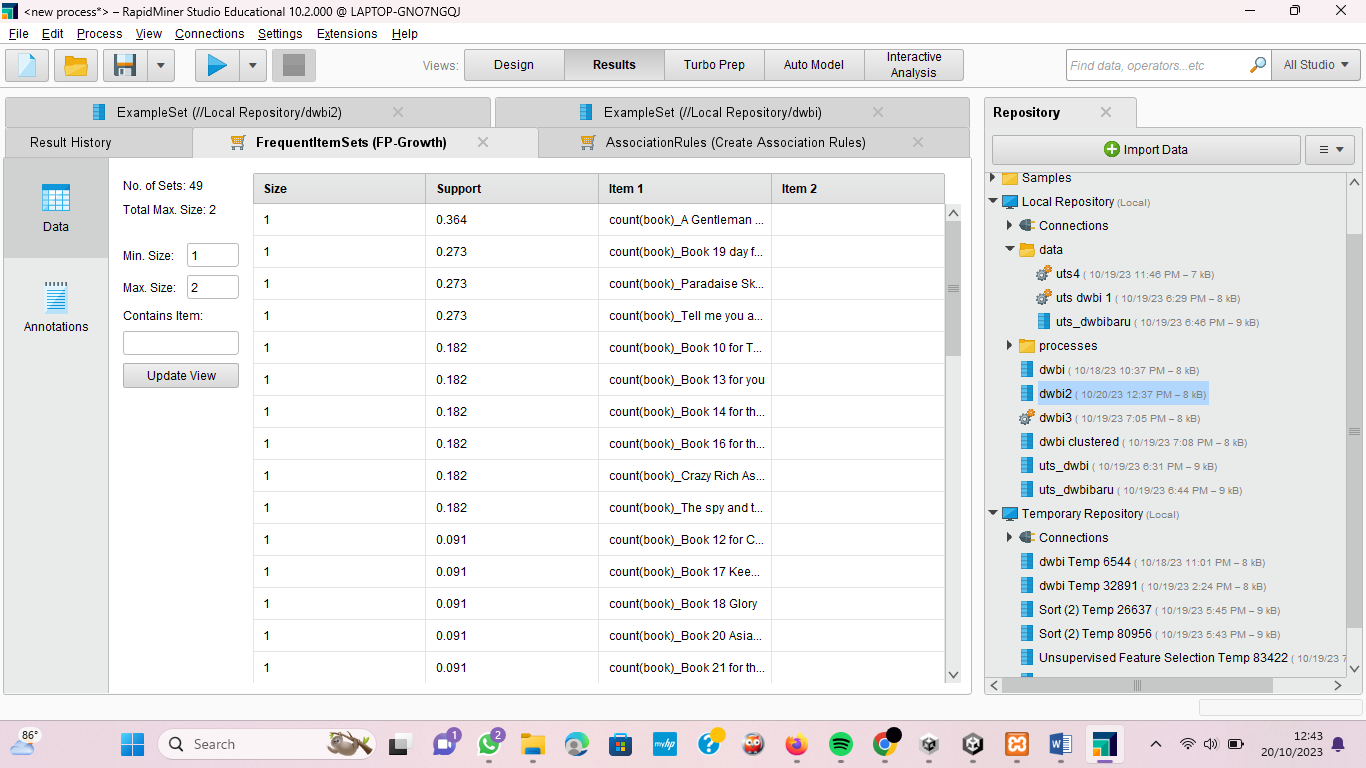 <new process*> – RapidMiner Studio Educational 10.2.000 @ LAPTOP-GNO7NGQJ
File Edit Process View Connections Settings Extensions Help
Views: Design Results Turbo Prep Auto Model Interactive Analysis
Find data, operators...etc All Studio
ExampleSet (//Local Repository/dwbi2) ExampleSet (//Local Repository/dwbi)
Result History FrequentItemSets (FP-Growth) AssociationRules (Create Association Rules)
Data
Annotations
No. of Sets: 49
Total Max. Size: 2
Min. Size: 1
Max. Size: 2
Contains Item:
Update View
Size Support Item 1 Item 2
1 0.364 count(book)_A Gentleman ...
1 0.273 count(book)_Book 19 day f...
1 0.273 count(book)_Paradaise Sk...
1 0.273 count(book)_Tell me you a...
1 0.182 count(book)_Book 10 for T...
1 0.182 count(book)_Book 13 for you
1 0.182 count(book)_Book 14 for th...
1 0.182 count(book)_Book 16 for th...
1 0.182 count(book)_Crazy Rich As...
1 0.182 count(book)_The spy and t...
1 0.091 count(book)_Book 12 for C...
1 0.091 count(book)_Book 17 Kee...
1 0.091 count(book)_Book 18 Glory
1 0.091 count(book)_Book 20 Asia...
1 0.091 count(book)_Book 21 for th...
Repository
Import Data
Samples
Local Repository (Local)
Connections
data
uts4 ( 10/19/23 11:46 PM – 7 kB)
uts dwbi 1 ( 10/19/23 6:29 PM – 8 kB)
uts_dwbibaru ( 10/19/23 6:46 PM – 9 kB)
processes
dwbi ( 10/18/23 10:37 PM – 8 kB)
dwbi2 ( 10/20/23 12:37 PM – 8 kB)
dwbi3 ( 10/19/23 7:05 PM – 8 kB)
dwbi clustered ( 10/19/23 7:08 PM – 8 kB)
uts_dwbi ( 10/19/23 6:31 PM – 9 kB)
uts_dwbibaru ( 10/19/23 6:44 PM – 9 kB)
Temporary Repository (Local)
Connections
dwbi Temp 6544 ( 10/18/23 11:01 PM – 8 kB)
dwbi Temp 32891 ( 10/19/23 2:24 PM – 8 kB)
Sort (2) Temp 26637 ( 10/19/23 5:45 PM – 9 kB)
Sort (2) Temp 80956 ( 10/19/23 5:43 PM – 9 kB)
Unsupervised Feature Selection Temp 83422 ( 10/19/23 7
86°
Search
1
2
myhp
12:43
20/10/2023